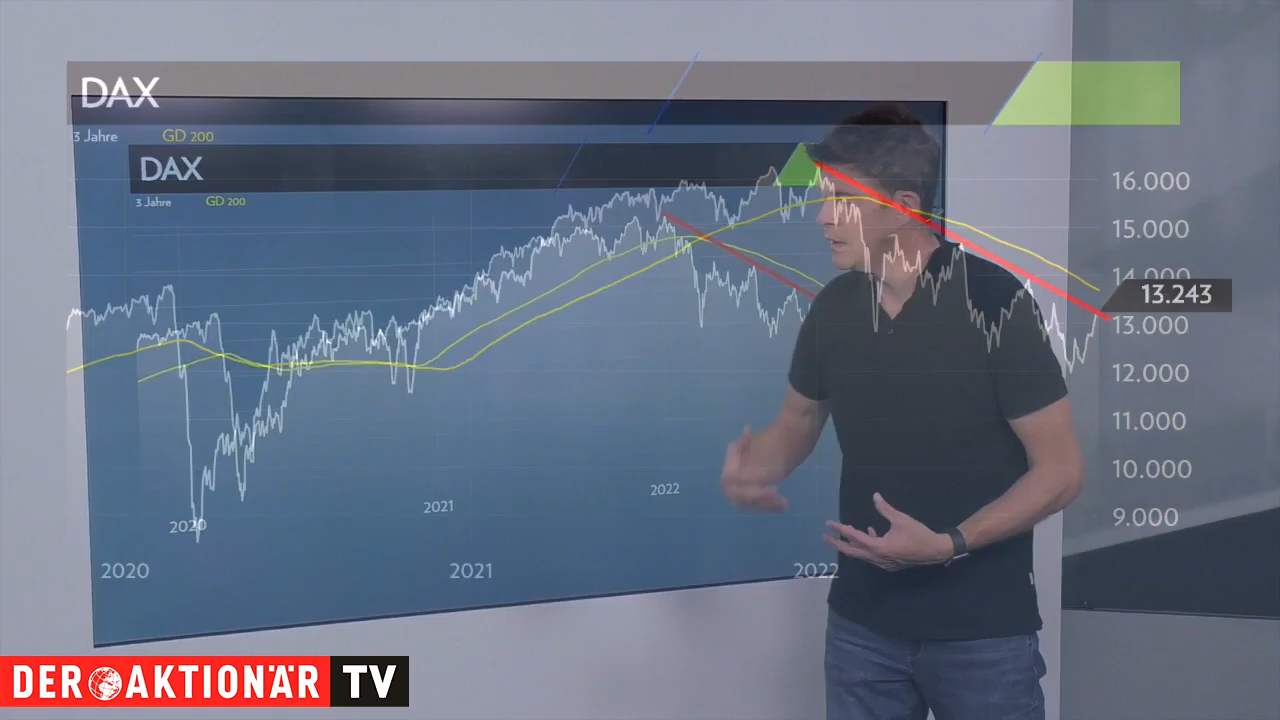 DAX
3 Jahre GD 200
DAX
3 Jahre GD 200
16.000
15.000
14.000
13.243
13.000
12.000
11.000
10.000
9.000
2020 2021 2022
2020 2021 2022
DER AKTIONÄR TV